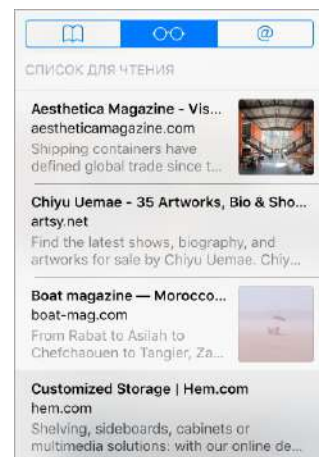 @
СПИСОК ДЛЯ ЧТЕНИЯ
Aesthetica Magazine - Vis...
aestheticamagazine.com
Shipping containers have
defined global trade since t...
Chiyu Uemae - 35 Artworks, Bio & Sho...
artsy.net
Find the latest shows, biography, and
artworks for sale by Chiyu Uemae. Chiy...
Boat magazine — Morocco...
boat-mag.com
From Rabat to Asilah to
Chefchaouen to Tangier, Za...
Customized Storage | Hem.com
hem.com
Shelving, sideboards, cabinets or
multimedia solutions: with our online de...